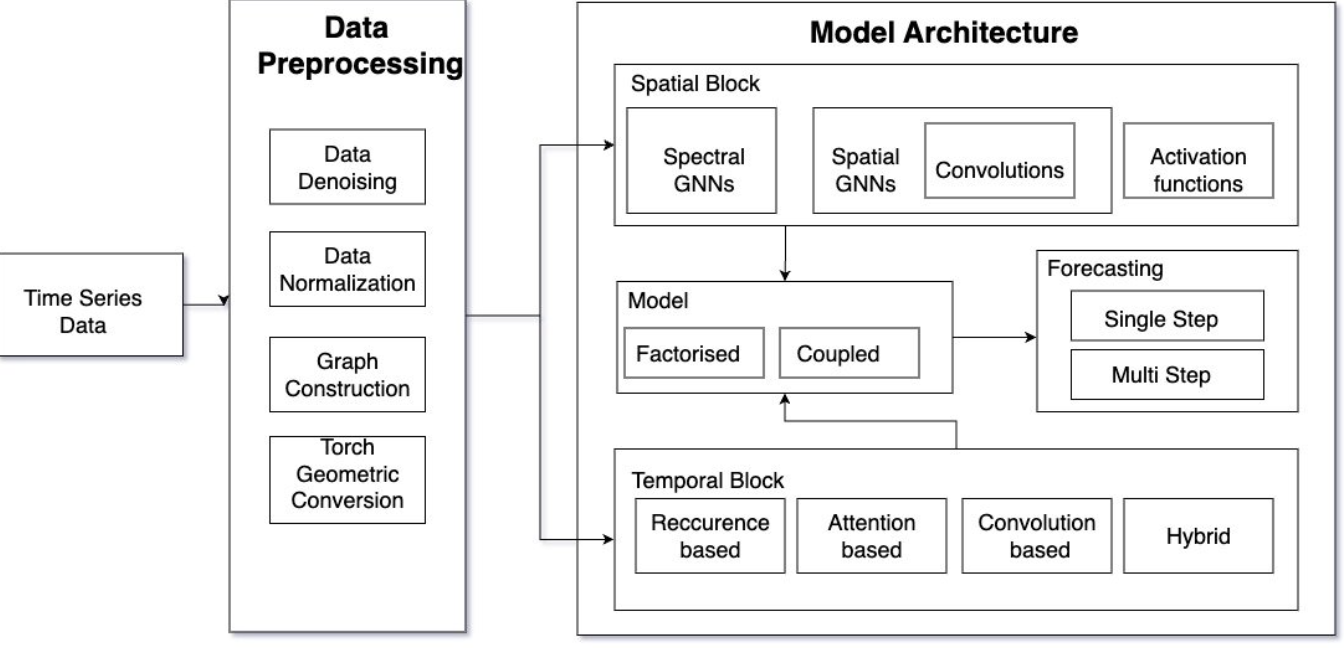 Time Series
Data
Data
Preprocessing
Data
Denoising
Data
Normalization
Graph
Construction
Torch
Geometric
Conversion
Model Architecture
Spatial Block
Spectral
GNNs
Spatial
GNNs
Convolutions
Activation
functions
Model
Factorised
Coupled
Forecasting
Single Step
Multi Step
Temporal Block
Reccurence
based
Attention
based
Convolution
based
Hybrid